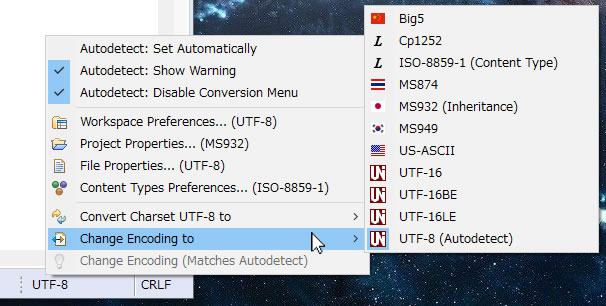 Autodetect: Set Automatically
Autodetect: Show Warning
Autodetect: Disable Conversion Menu
Workspace Preferences... (UTF-8)
Project Properties... (MS932)
File Properties... (UTF-8)
Content Types Preferences... (ISO-8859-1)
Convert Charset UTF-8 to
Change Encoding to
Change Encoding (Matches Autodetect)
Big5
Cp1252
ISO-8859-1 (Content Type)
MS874
MS932 (Inheritance)
MS949
US-ASCII
UTF-16
UTF-16BE
UTF-16LE
UTF-8 (Autodetect)
UTF-8
CRLF